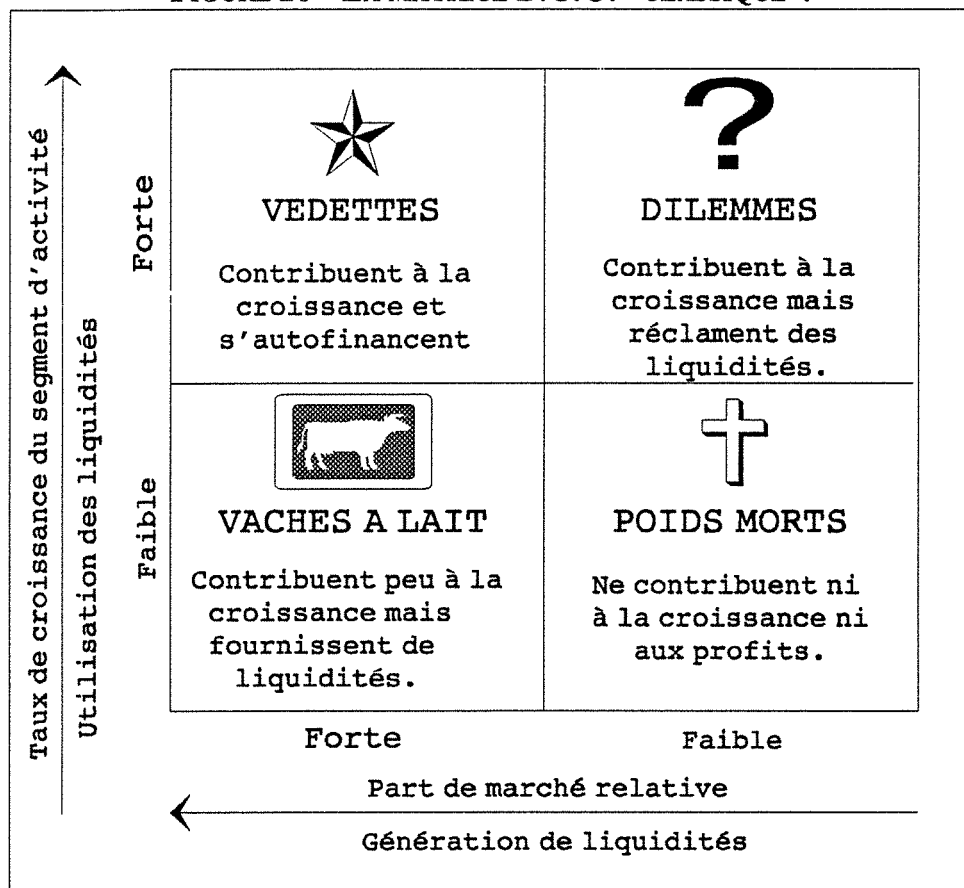 Taux de croissance du segment d'activité
Utilisation des liquidités
Forte
Faible
?
VEDETTES
Contribuent à la
croissance et
s'autofinancent
DILEMMES
Contribuent à la
croissance mais
réclament des
liquidités.
VACHES A LAIT
Contribuent peu à la
croissance mais
fournissent de
liquidités.
POIDS MORTS
Ne contribuent ni
à la croissance ni
aux profits.
Forte
Faible
Part de marché relative
Génération de liquidités